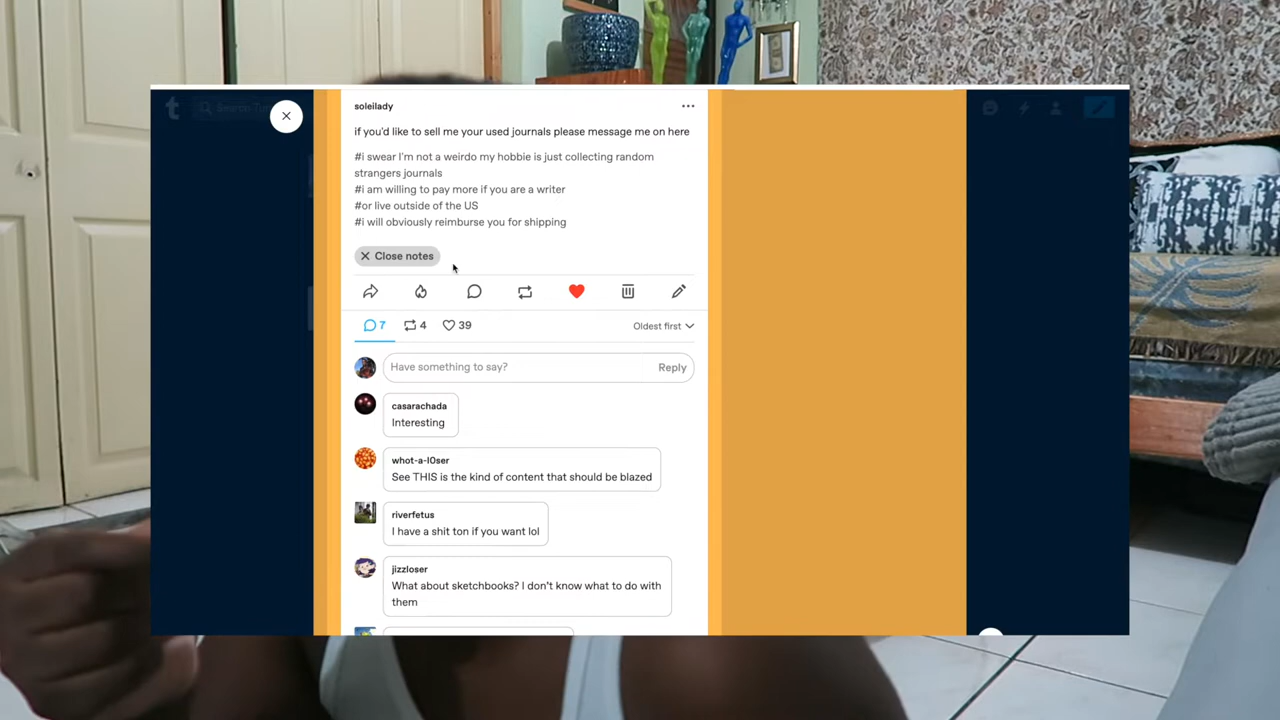 t
soleilady
if you'd like to sell me your used journals please message me on here
#i swear I'm not a weirdo my hobbie is just collecting random
strangers journals
#i am willing to pay more if you are a writer
#or live outside of the US
#i will obviously reimburse you for shipping
Close notes
7
4
39
Oldest first
Have something to say?
Reply
casarachada
Interesting
whot-a-l0ser
See THIS is the kind of content that should be blazed
riverfetus
I have a shit ton if you want lol
jizzloser
What about sketchbooks? I don't know what to do with
them